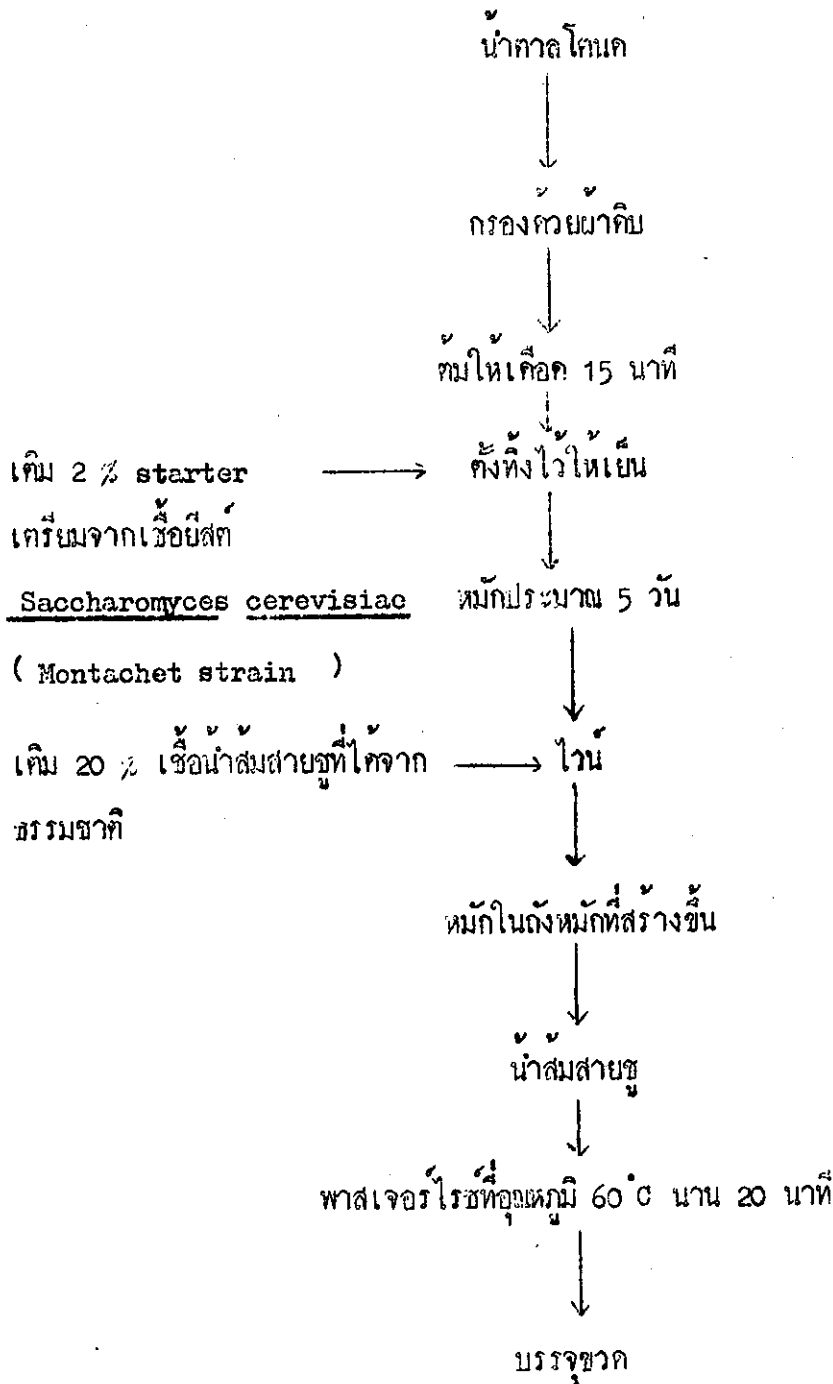 น้ำตาลโตนด
กรองด้วยผ้าดิบ
ต้มให้เดือด 15 นาที
เติม 2 % starter
ตั้งทิ้งไว้ให้เย็น
เตรียมจากเชื้อยีสต์
Saccharomyces cerevisiae
หมักประมาณ 5 วัน
( Montachet strain )
เติม 20 % เชื้อน้ำส้มสายชูที่ได้จาก
ไวน์
ธรรมชาติ
หมักในถังหมักที่สร้างขึ้น
น้ำส้มสายชู
พาสเจอร์ไรซ์ที่อุณหภูมิ 60°C นาน 20 นาที
บรรจุขวด